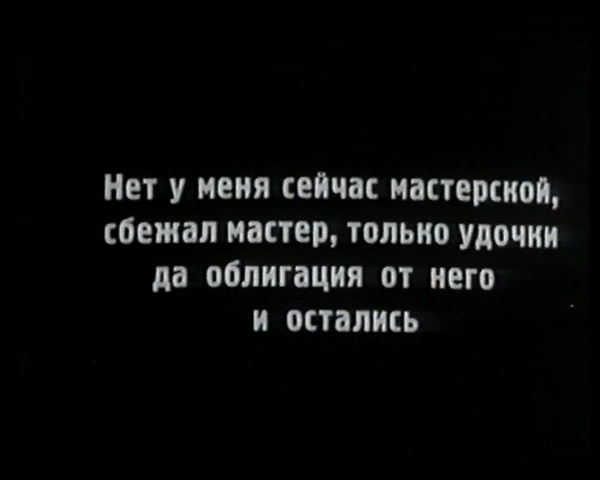 Нет у меня сейчас мастерской,
сбежал мастер, только удочки
да облигация от него
и остались